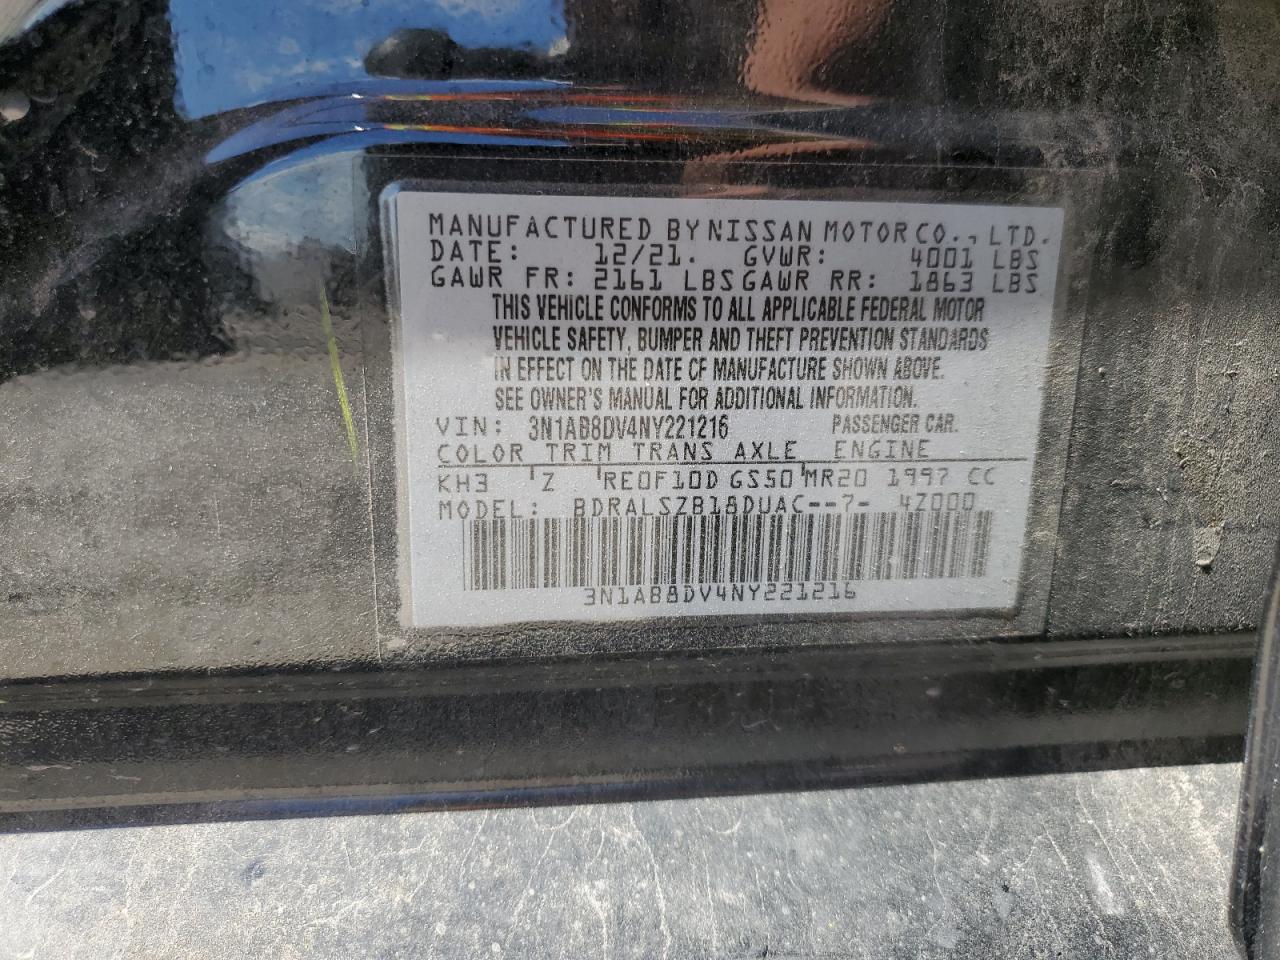 MANUFACTURED BY NISSAN MOTOR CO., LTD.
DATE: 12/21. GVWR: 4001 LBS
GAWR FR: 2161 LBS GAWR RR: 1863 LBS
THIS VEHICLE CONFORMS TO ALL APPLICABLE FEDERAL MOTOR
VEHICLE SAFETY, BUMPER AND THEFT PREVENTION STANDARDS
IN EFFECT ON THE DATE OF MANUFACTURE SHOWN ABOVE.
SEE OWNER'S MANUAL FOR ADDITIONAL INFORMATION.
VIN: 3N1AB8DV4NY221216 PASSENGER CAR.
COLOR TRIM TRANS AXLE ENGINE
KH3 Z RE0F10D GS50 MR20 1997 CC
MODEL: BDRALSZB18DUAC--7- 4Z000
3N1AB8DV4NY221216